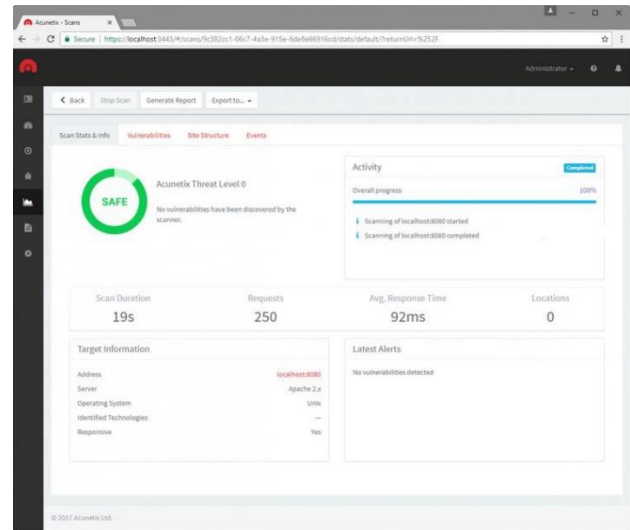 Acunetix - Scans
Secure https://localhost:3443/#/scans/9c382cc1-06c7-4a3e-915e-6de8e66916cd/stats/default/?returnUrl=%252F
Administrator
Back Stop Scan Generate Report Export to...
Scan Stats & Info Vulnerabilities Site Structure Events
SAFE
Acunetix Threat Level 0
No vulnerabilities have been discovered by the
scanner.
Activity Completed
Overall progress 100%
Scanning of localhost:8080 started
Scanning of localhost:8080 completed
Scan Duration Requests Avg. Response Time Locations
19s 250 92ms 0
Target Information
Address localhost:8080
Server Apache 2.x
Operating System Unix
Identified Technologies —
Responsive Yes
Latest Alerts
No vulnerabilities detected
© 2017 Acunetix Ltd.